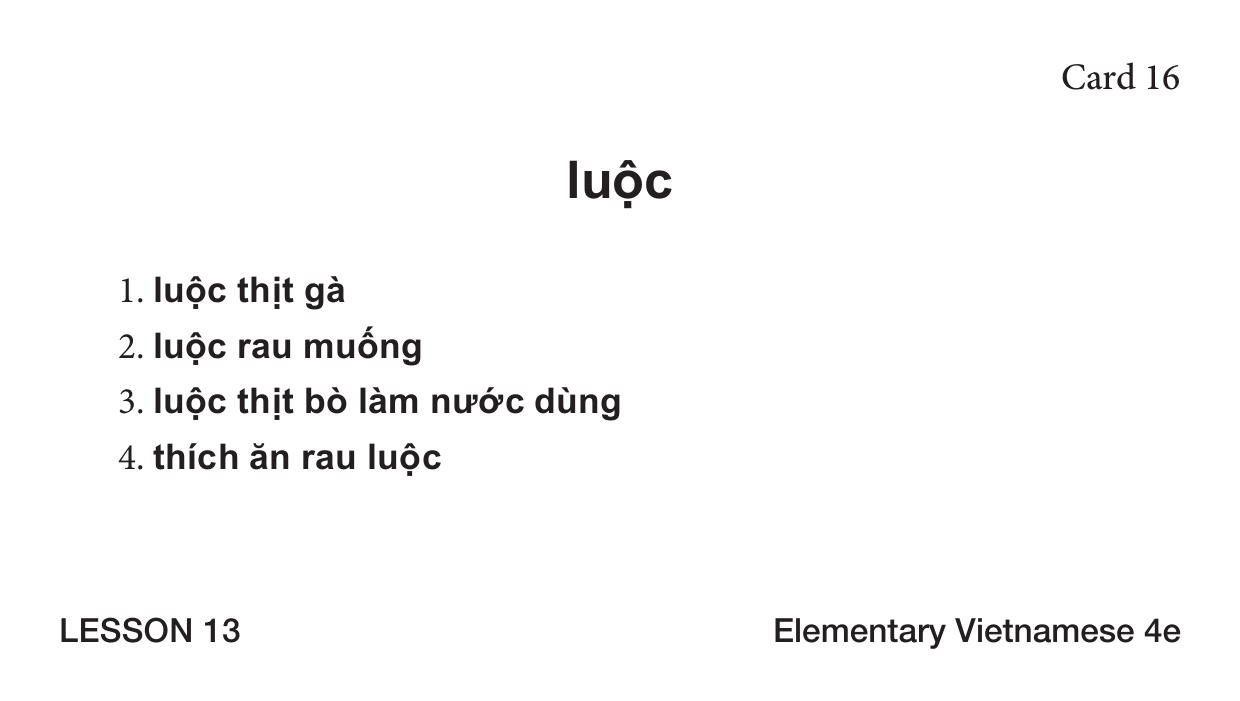 Card 16
luộc
1. luộc thịt gà
2. luộc rau muống
3. luộc thịt bò làm nước dùng
4. thích ăn rau luộc
LESSON 13
Elementary Vietnamese 4e